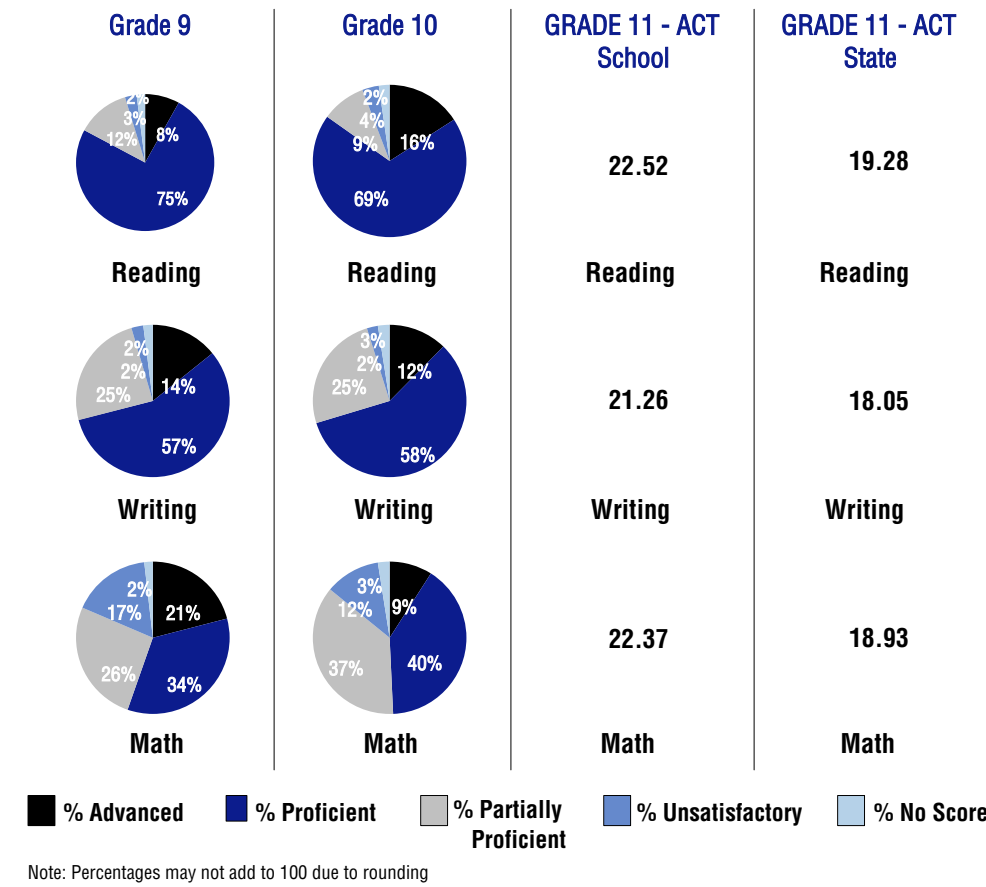 Grade 9
Grade 10
GRADE 11 - ACT
School
GRADE 11 - ACT
State
2%
3%
12%
8%
75%
2%
4%
9%
16%
69%
22.52
19.28
Reading
Reading
Reading
Reading
2%
2%
25%
14%
57%
3%
2%
25%
12%
58%
21.26
18.05
Writing
Writing
Writing
Writing
2%
17%
21%
26%
34%
3%
12%
9%
37%
40%
22.37
18.93
Math
Math
Math
Math
% Advanced
% Proficient
% Partially
Proficient
% Unsatisfactory
% No Score
Note: Percentages may not add to 100 due to rounding